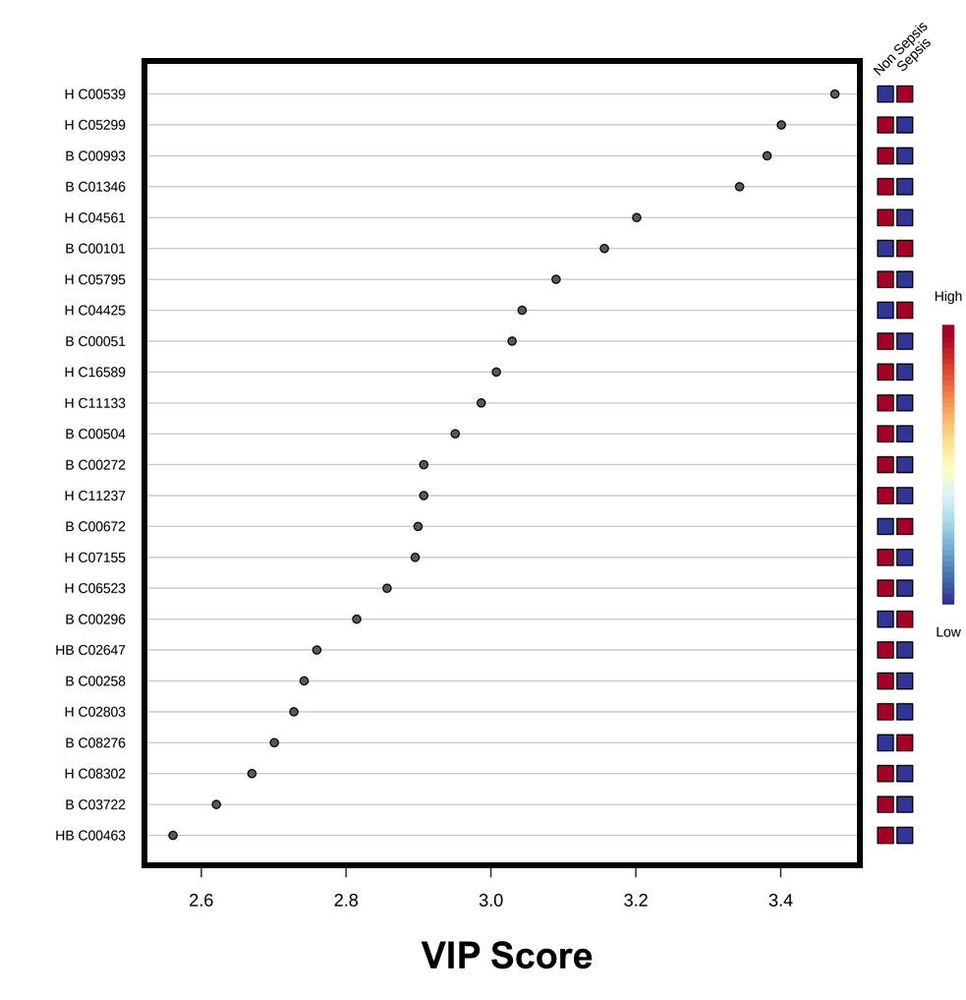 Non Sepsis
Sepsis
H C00539
H C05299
B C00993
B C01346
H C04561
B C00101
H C05795
H C04425
B C00051
H C16589
H C11133
B C00504
B C00272
H C11237
B C00672
H C07155
H C06523
B C00296
HB C02647
B C00258
H C02803
B C08276
H C08302
B C03722
HB C00463
High
Low
2.6 2.8 3.0 3.2 3.4
VIP Score